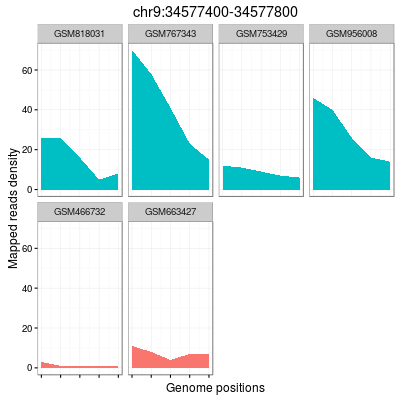 chr9:34577400-34577800
GSM818031 GSM767343 GSM753429 GSM956008
60
40
20
0
GSM466732 GSM663427
60
40
20
0
Mapped reads density
Genome positions